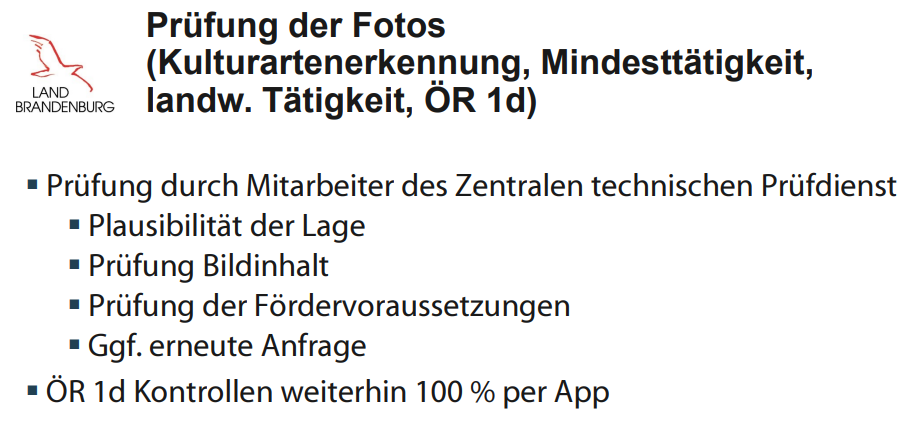 Prüfung der Fotos
(Kulturartenerkennung, Mindesttätigkeit,
landw. Tätigkeit, ÖR 1d)
LAND
BRANDENBURG
▪ Prüfung durch Mitarbeiter des Zentralen technischen Prüfdienst
▪ Plausibilität der Lage
▪ Prüfung Bildinhalt
▪ Prüfung der Fördervoraussetzungen
▪ Ggf. erneute Anfrage
▪ ÖR 1d Kontrollen weiterhin 100 % per App